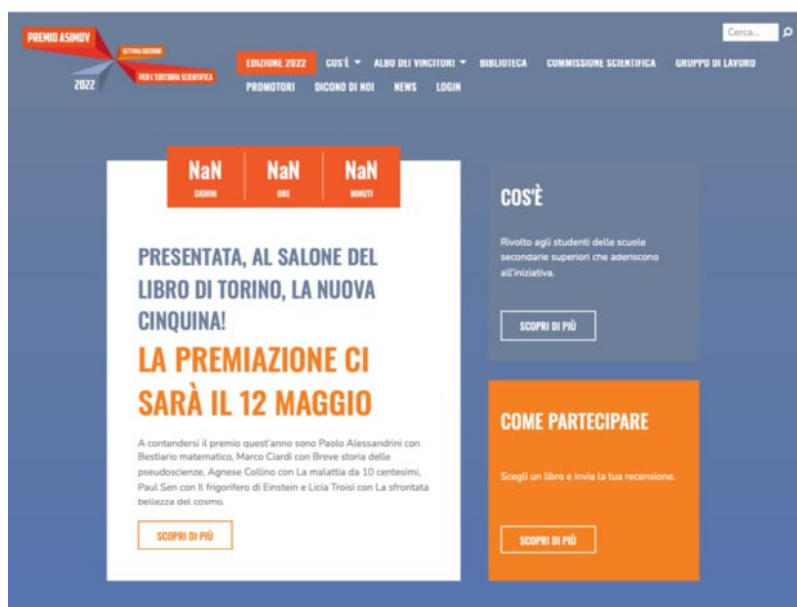 PREMIO ASIMOV
SETTIMA EDIZIONE
PER L'EDITORIA SCIENTIFICA
2022
Cerca...
EDIZIONE 2022 COS'È ALBO DEI VINCITORI BIBLIOTECA COMMISSIONE SCIENTIFICA GRUPPO DI LAVORO
PROMOTORI DICONO DI NOI NEWS LOGIN
NaN NaN NaN
GIORNI ORE MINUTI
PRESENTATA, AL SALONE DEL
LIBRO DI TORINO, LA NUOVA
CINQUINA!
LA PREMIAZIONE CI
SARÀ IL 12 MAGGIO
A contendersi il premio quest'anno sono Paolo Alessandrini con
Bestiario matematico, Marco Ciardi con Breve storia delle
pseudoscienze, Agnese Collino con La malattia da 10 centesimi,
Paul Sen con Il frigorifero di Einstein e Licia Troisi con La sfrontata
bellezza del cosmo.
SCOPRI DI PIÙ
COS'È
Rivolto agli studenti delle scuole
secondarie superiori che aderiscono
all'iniziativa.
SCOPRI DI PIÙ
COME PARTECIPARE
Scegli un libro e invia la tua recensione.
SCOPRI DI PIÙ